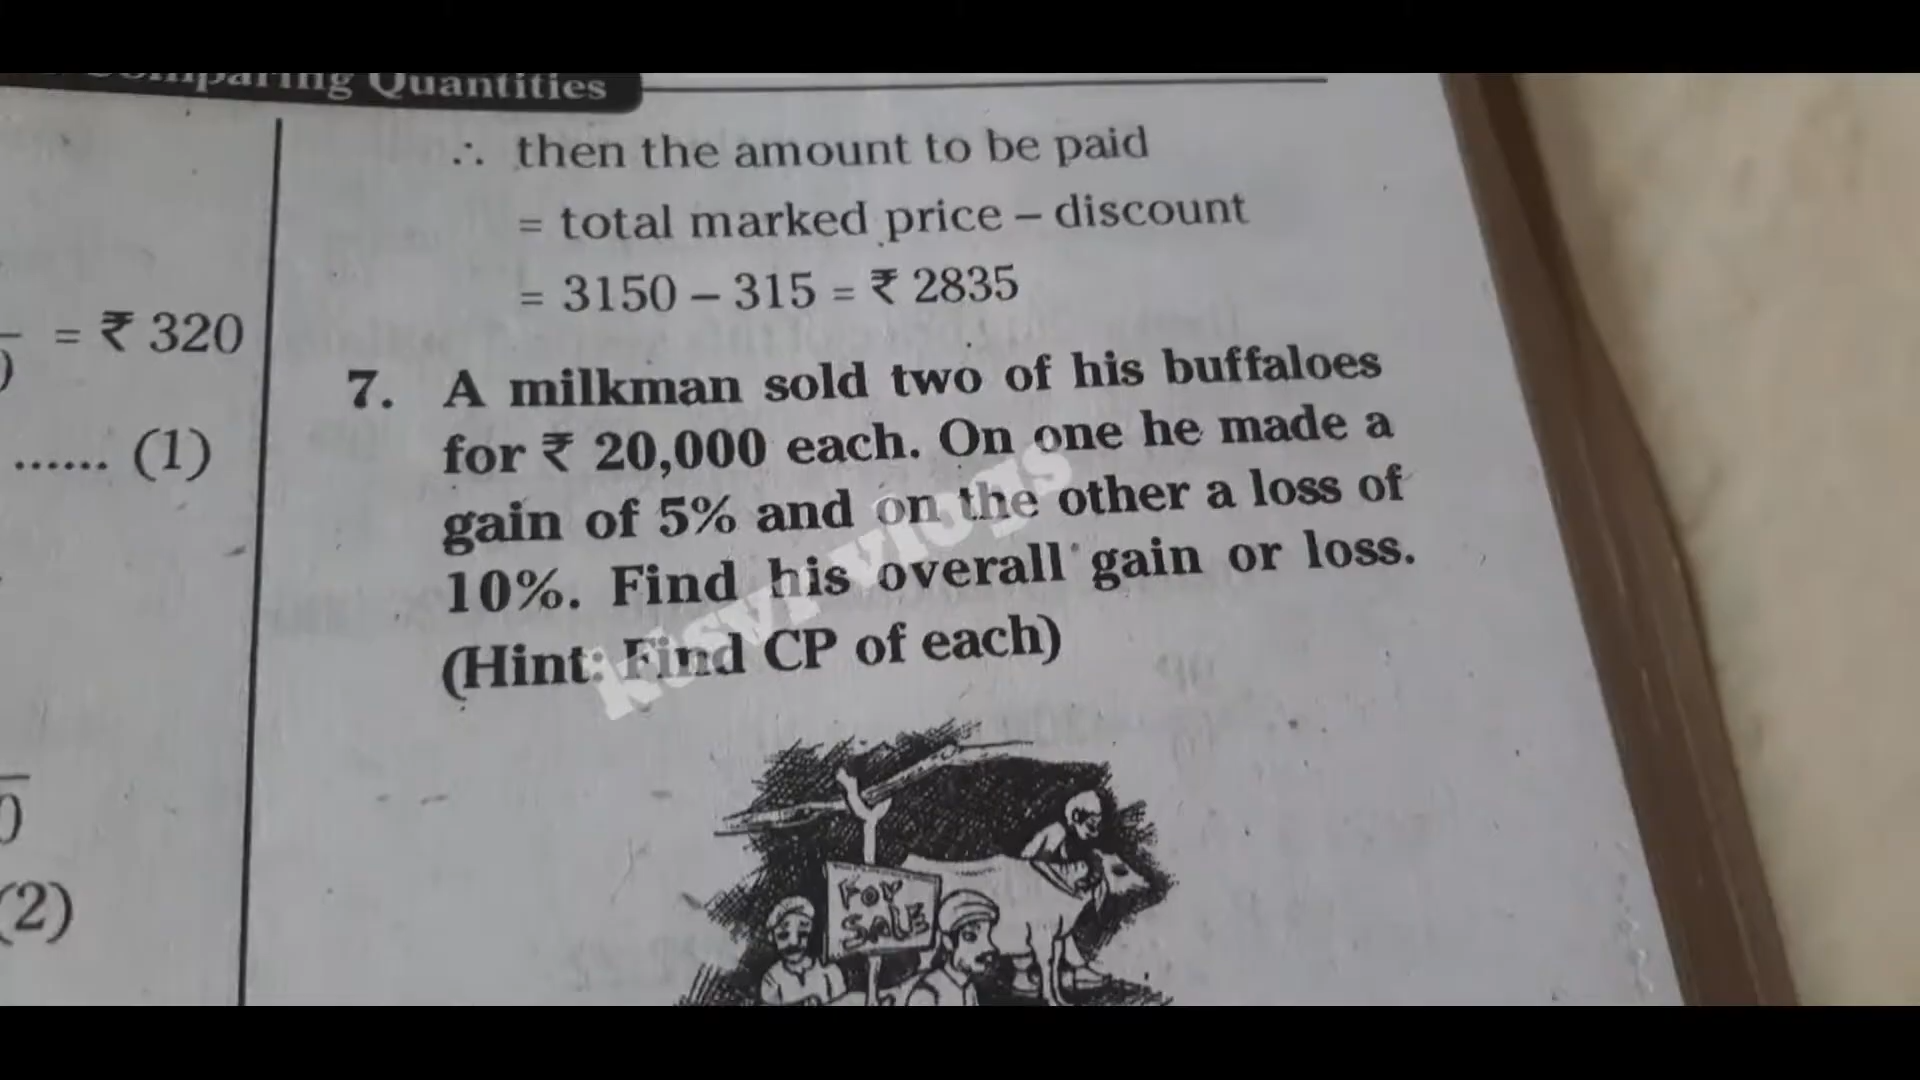 Comparing Quantities
= ₹ 320
...... (1)
(2)
∴ then the amount to be paid
= total marked price – discount
= 3150 – 315 = ₹ 2835
7. A milkman sold two of his buffaloes
for ₹ 20,000 each. On one he made a
gain of 5% and on the other a loss of
10%. Find his overall gain or loss.
(Hint: Find CP of each)
FOR
SALE